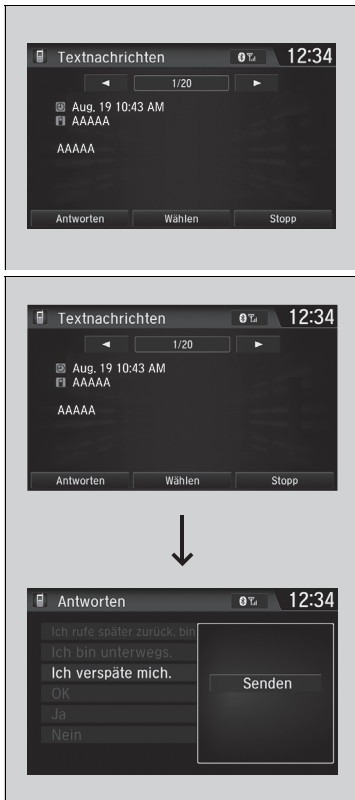 Textnachrichten 12:34
1/20
Aug. 19 10:43 AM
AAAAA
AAAAA
Antworten Wählen Stopp
Textnachrichten 12:34
1/20
Aug. 19 10:43 AM
AAAAA
AAAAA
Antworten Wählen Stopp
Antworten 12:34
Ich rufe später zurück. bin
Ich bin unterwegs.
Ich verspäte mich.
Senden
OK
Ja
Nein